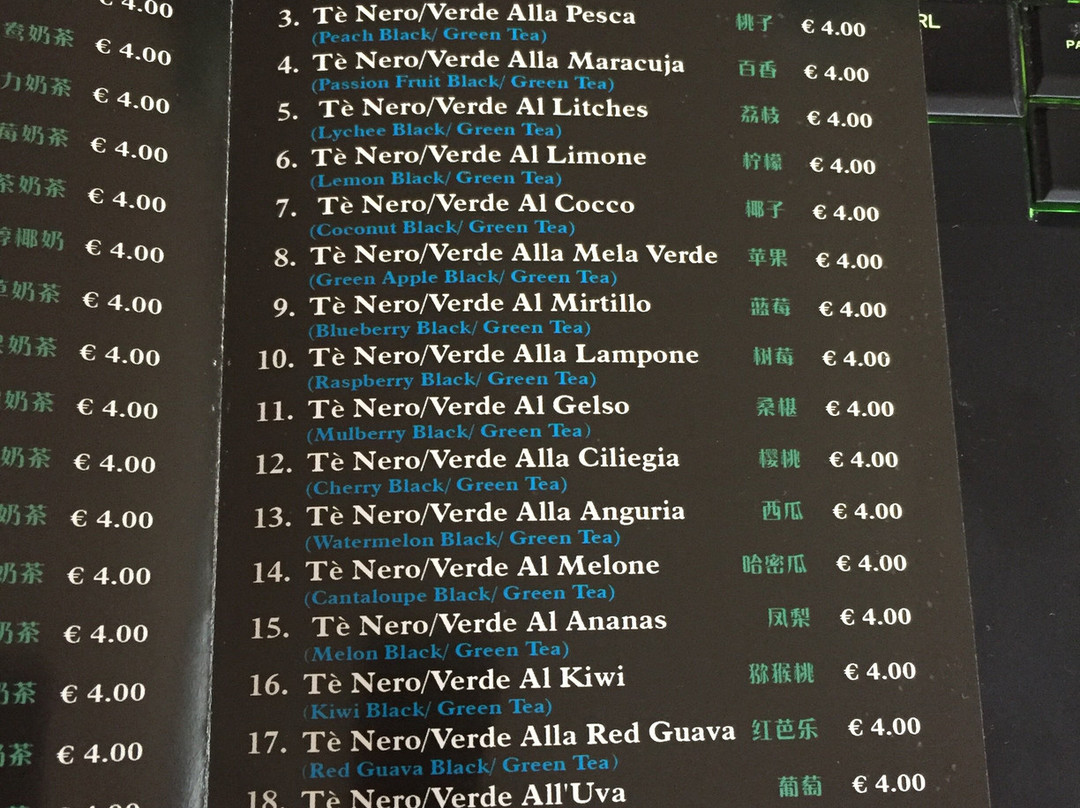 € 4.00
鸯奶茶 € 4.00
力奶茶 € 4.00
莓奶茶 € 4.00
茶奶茶 € 4.00
椰奶 € 4.00
奶茶 € 4.00
奶茶 € 4.00
奶茶 € 4.00
奶茶 € 4.00
奶茶 € 4.00
奶茶 € 4.00
奶茶 € 4.00
奶茶 € 4.00
奶茶 € 4.00
3. Tè Nero/Verde Alla Pesca 桃子 € 4.00
(Peach Black/ Green Tea)
4. Tè Nero/Verde Alla Maracuja 百香 € 4.00
(Passion Fruit Black/ Green Tea)
5. Tè Nero/Verde Al Litches 荔枝 € 4.00
(Lychee Black/ Green Tea)
6. Tè Nero/Verde Al Limone 柠檬 € 4.00
(Lemon Black/ Green Tea)
7. Tè Nero/Verde Al Cocco 椰子 € 4.00
(Coconut Black/ Green Tea)
8. Tè Nero/Verde Alla Mela Verde 苹果 € 4.00
(Green Apple Black/ Green Tea)
9. Tè Nero/Verde Al Mirtillo 蓝莓 € 4.00
(Blueberry Black/ Green Tea)
10. Tè Nero/Verde Alla Lampone 树莓 € 4.00
(Raspberry Black/ Green Tea)
11. Tè Nero/Verde Al Gelso 桑椹 € 4.00
(Mulberry Black/ Green Tea)
12. Tè Nero/Verde Alla Ciliegia 樱桃 € 4.00
(Cherry Black/ Green Tea)
13. Tè Nero/Verde Alla Anguria 西瓜 € 4.00
(Watermelon Black/ Green Tea)
14. Tè Nero/Verde Al Melone 哈密瓜 € 4.00
(Cantaloupe Black/ Green Tea)
15. Tè Nero/Verde Al Ananas 凤梨 € 4.00
(Melon Black/ Green Tea)
16. Tè Nero/Verde Al Kiwi 猕猴桃 € 4.00
(Kiwi Black/ Green Tea)
17. Tè Nero/Verde Alla Red Guava 红芭乐 € 4.00
(Red Guava Black/ Green Tea)
18. Tè Nero/Verde All'Uva 葡萄 € 4.00
RL
PA